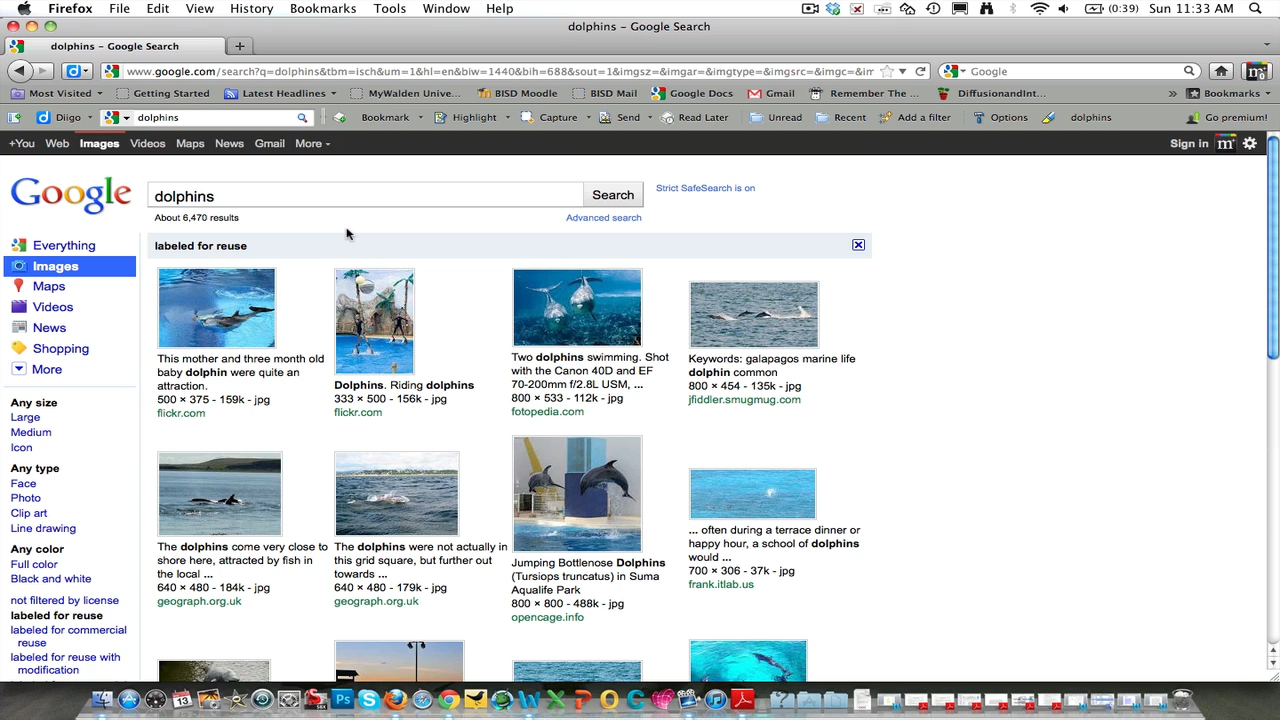 Firefox File Edit View History Bookmarks Tools Window Help (0:39) Sun 11:33 AM
dolphins – Google Search
dolphins – Google Search
www.google.com/search?q=dolphins&tbm=isch&um=1&hl=en&biw=1440&bih=688&sout=1&imgsz=&imgar=&imgtype=&imgsrc=&imgc=&im Google
Most Visited Getting Started Latest Headlines MyWalden Unive... BISD Moodle BISD Mail Google Docs Gmail Remember The ... DiffusionandInt... » Bookmarks
Diigo dolphins Bookmark Highlight Capture Send Read Later Unread Recent Add a filter Options dolphins Go premium!
+You Web Images Videos Maps News Gmail More Sign in
Google
dolphins Search Strict SafeSearch is on
About 6,470 results Advanced search
labeled for reuse
Everything
Images
Maps
Videos
News
Shopping
More
Any size
Large
Medium
Icon
Any type
Face
Photo
Clip art
Line drawing
Any color
Full color
Black and white
not filtered by license
labeled for reuse
labeled for commercial
reuse
labeled for reuse with
modification
This mother and three month old
baby dolphin were quite an
attraction.
500 × 375 - 159k - jpg
flickr.com
Dolphins. Riding dolphins
333 × 500 - 156k - jpg
flickr.com
Two dolphins swimming. Shot
with the Canon 40D and EF
70-200mm f/2.8L USM, ...
800 × 533 - 112k - jpg
fotopedia.com
Keywords: galapagos marine life
dolphin common
800 × 454 - 135k - jpg
jfiddler.smugmug.com
The dolphins come very close to
shore here, attracted by fish in
the local ...
640 × 480 - 184k - jpg
geograph.org.uk
The dolphins were not actually in
this grid square, but further out
towards ...
640 × 480 - 179k - jpg
geograph.org.uk
Jumping Bottlenose Dolphins
(Tursiops truncatus) in Suma
Aqualife Park
800 × 800 - 488k - jpg
opencage.info
... often during a terrace dinner or
happy hour, a school of dolphins
would ...
700 × 306 - 37k - jpg
frank.itlab.us